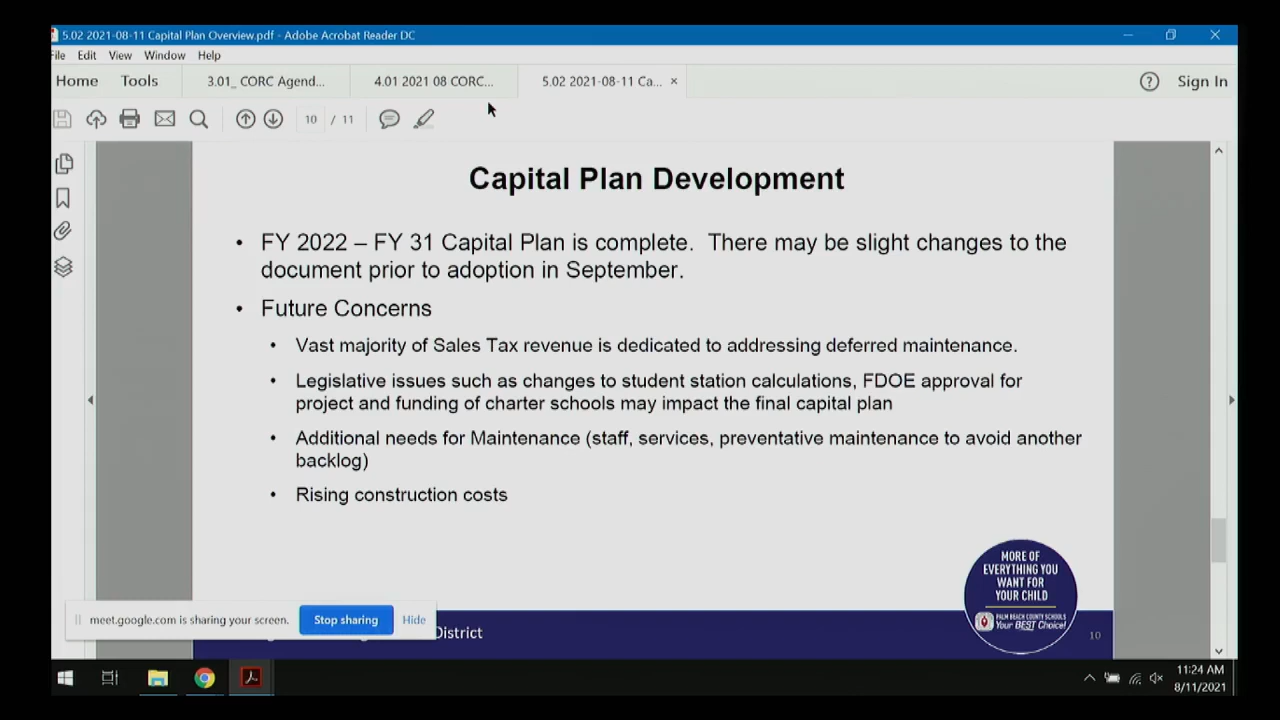 5.02 2021-08-11 Capital Plan Overview.pdf - Adobe Acrobat Reader DC
File Edit View Window Help
Home Tools 3.01_ CORC Agend... 4.01 2021 08 CORC... 5.02 2021-08-11 Ca... × Sign In
10 / 11
Capital Plan Development
• FY 2022 – FY 31 Capital Plan is complete. There may be slight changes to the
document prior to adoption in September.
• Future Concerns
• Vast majority of Sales Tax revenue is dedicated to addressing deferred maintenance.
• Legislative issues such as changes to student station calculations, FDOE approval for
project and funding of charter schools may impact the final capital plan
• Additional needs for Maintenance (staff, services, preventative maintenance to avoid another
backlog)
• Rising construction costs
MORE OF
EVERYTHING YOU
WANT FOR
YOUR CHILD
PALM BEACH COUNTY SCHOOLS
Your BEST Choice!
meet.google.com is sharing your screen. Stop sharing Hide
District
10
11:24 AM
8/11/2021